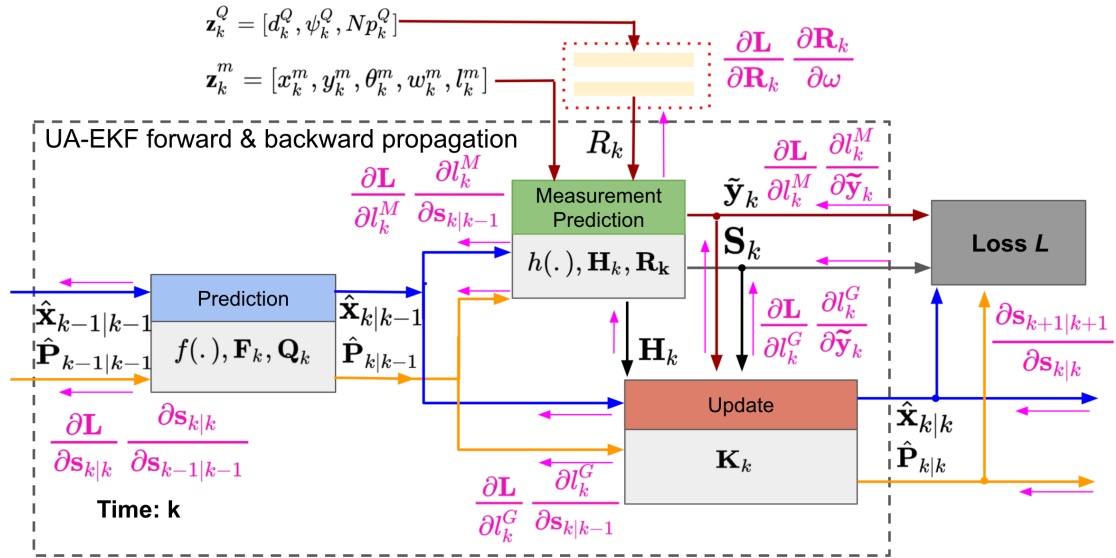 𝐳_k^Q = [d_k^Q, ψ_k^Q, Np_k^Q]
𝐳_k^m = [x_k^m, y_k^m, θ_k^m, w_k^m, l_k^m]
∂𝐋/∂𝐑_k ∂𝐑_k/∂ω
UA-EKF forward & backward propagation
R_k
∂𝐋/∂l_k^M ∂l_k^M/∂𝐬_{k|k-1}
Measurement
Prediction
h(.), 𝐇_k, 𝐑_𝐤
ỹ_k
∂𝐋/∂l_k^M ∂l_k^M/∂ỹ_k
𝐒_k
Loss L
Prediction
f(.), 𝐅_k, 𝐐_k
x̂_{k-1|k-1}
P̂_{k-1|k-1}
x̂_{k|k-1}
P̂_{k|k-1}
𝐇_k
∂𝐋/∂l_k^G ∂l_k^G/∂ỹ_k
∂𝐬_{k+1|k+1}/∂𝐬_{k|k}
Update
𝐊_k
x̂_{k|k}
P̂_{k|k}
∂𝐋/∂𝐬_{k|k} ∂𝐬_{k|k}/∂𝐬_{k-1|k-1}
∂𝐋/∂l_k^G ∂l_k^G/∂𝐬_{k|k-1}
Time: k